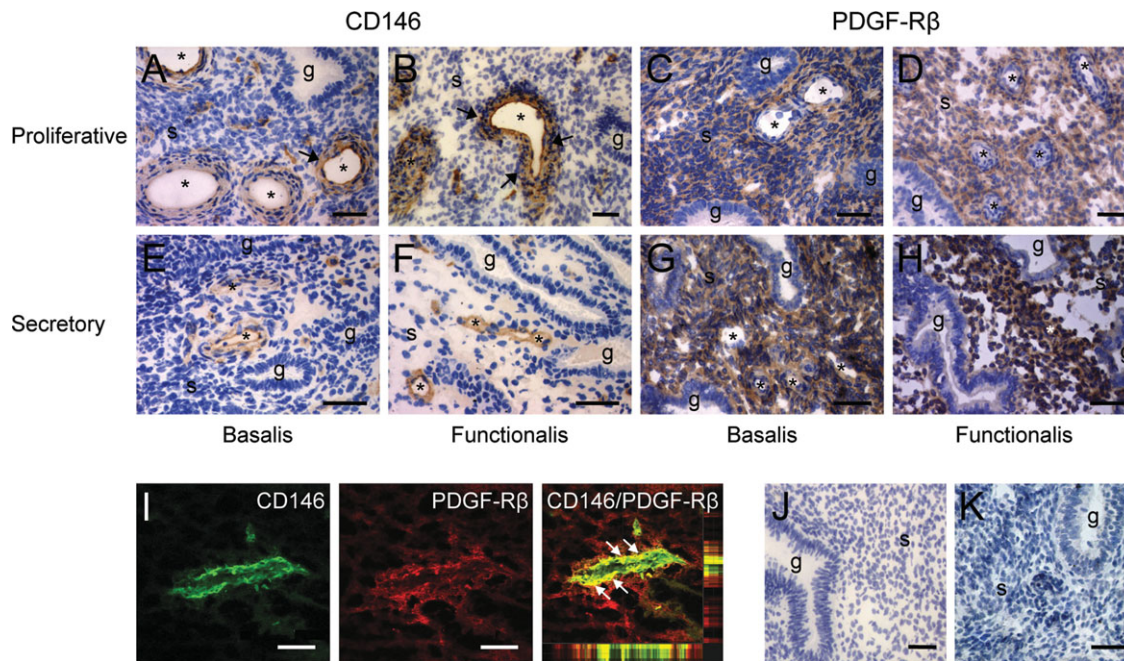 CD146 PDGF-Rβ
Proliferative
A * g s * * *
B s * * g
C g * * s g g
D * * s * * * g
Secretory
E g * * g s g
F g * * s g *
G s g * * * * g
H g s * g g
Basalis Functionalis Basalis Functionalis
I CD146 PDGF-Rβ CD146/PDGF-Rβ
J s g
K g s